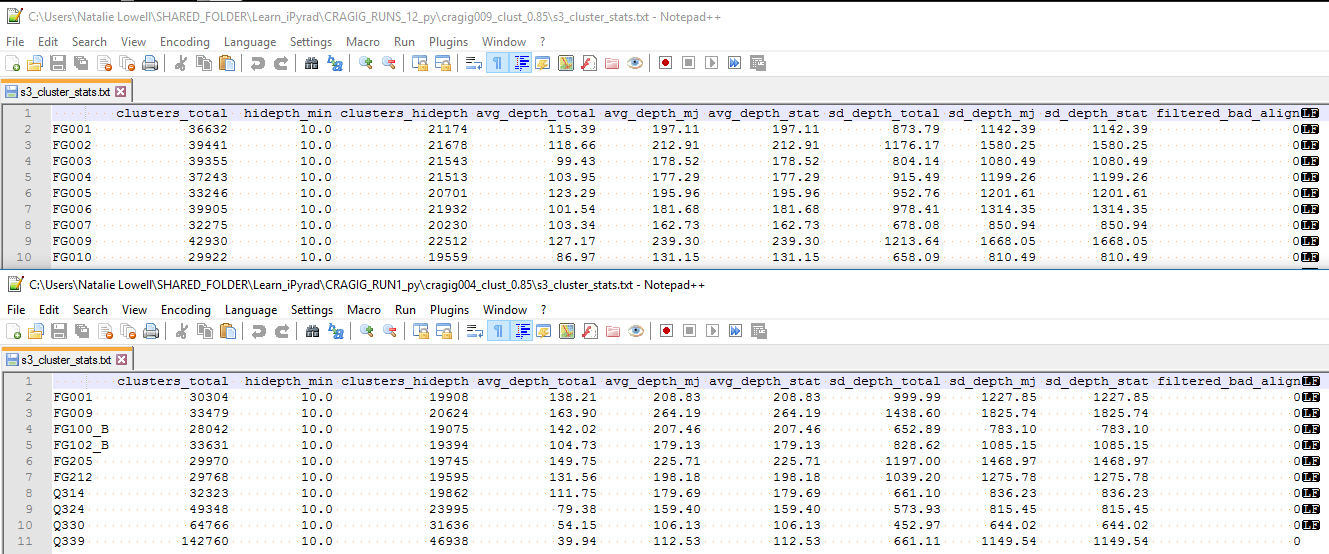 C:\Users\Natalie Lowell\SHARED_FOLDER\Learn_iPyrad\CRAGIG_RUNS_12_py\cragig009_clust_0.85\s3_cluster_stats.txt - Notepad++
File Edit Search View Encoding Language Settings Macro Run Plugins Window ?
s3_cluster_stats.txt
1 clusters_total hidepth_min clusters_hidepth avg_depth_total avg_depth_mj avg_depth_stat sd_depth_total sd_depth_mj sd_depth_stat filtered_bad_align LF
2 FG001 36632 10.0 21174 115.39 197.11 197.11 873.79 1142.39 1142.39 0 LF
3 FG002 39441 10.0 21678 118.66 212.91 212.91 1176.17 1580.25 1580.25 0 LF
4 FG003 39355 10.0 21543 99.43 178.52 178.52 804.14 1080.49 1080.49 0 LF
5 FG004 37243 10.0 21513 103.95 177.29 177.29 915.49 1199.26 1199.26 0 LF
6 FG005 33246 10.0 20701 123.29 195.96 195.96 952.76 1201.61 1201.61 0 LF
7 FG006 39905 10.0 21932 101.54 181.68 181.68 978.41 1314.35 1314.35 0 LF
8 FG007 32275 10.0 20230 103.34 162.73 162.73 678.08 850.94 850.94 0 LF
9 FG009 42930 10.0 22512 127.17 239.30 239.30 1213.64 1668.05 1668.05 0 LF
10 FG010 29922 10.0 19559 86.97 131.15 131.15 658.09 810.49 810.49 0 LF
C:\Users\Natalie Lowell\SHARED_FOLDER\Learn_iPyrad\CRAGIG_RUN1_py\cragig004_clust_0.85\s3_cluster_stats.txt - Notepad++
File Edit Search View Encoding Language Settings Macro Run Plugins Window ?
s3_cluster_stats.txt
1 clusters_total hidepth_min clusters_hidepth avg_depth_total avg_depth_mj avg_depth_stat sd_depth_total sd_depth_mj sd_depth_stat filtered_bad_align LF
2 FG001 30304 10.0 19908 138.21 208.83 208.83 999.99 1227.85 1227.85 0 LF
3 FG009 33479 10.0 20624 163.90 264.19 264.19 1438.60 1825.74 1825.74 0 LF
4 FG100_B 28042 10.0 19075 142.02 207.46 207.46 652.89 783.10 783.10 0 LF
5 FG102_B 33631 10.0 19394 104.73 179.13 179.13 828.62 1085.15 1085.15 0 LF
6 FG205 29970 10.0 19745 149.75 225.71 225.71 1197.00 1468.97 1468.97 0 LF
7 FG212 29768 10.0 19595 131.56 198.18 198.18 1039.20 1275.78 1275.78 0 LF
8 Q314 32323 10.0 19862 111.75 179.69 179.69 661.10 836.23 836.23 0 LF
9 Q324 49348 10.0 23995 79.38 159.40 159.40 573.93 815.45 815.45 0 LF
10 Q330 64766 10.0 31636 54.15 106.13 106.13 452.97 644.02 644.02 0 LF
11 Q339 142760 10.0 46938 39.94 112.53 112.53 661.11 1149.54 1149.54 0